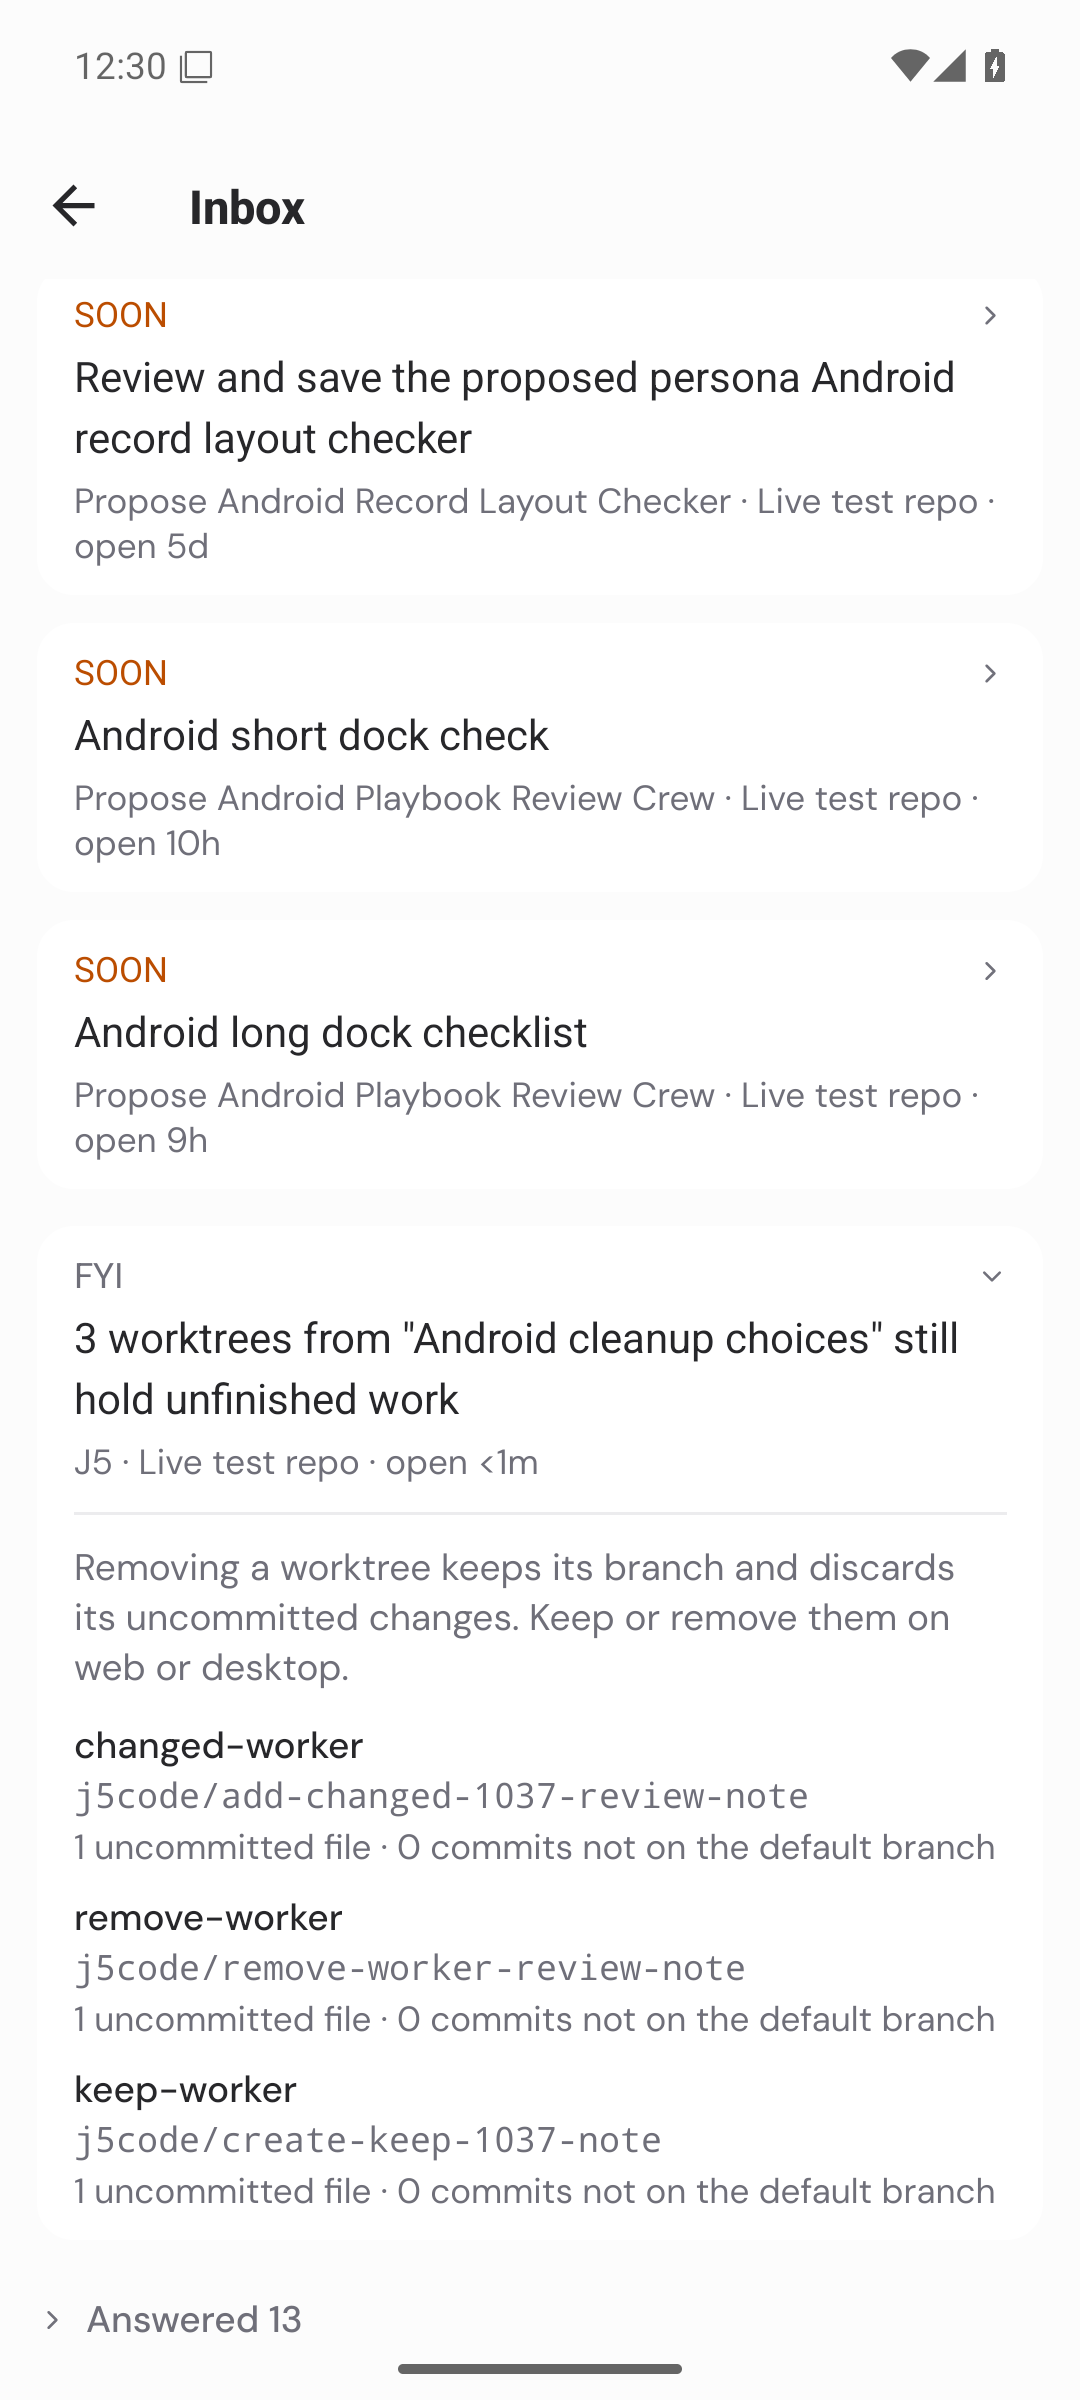 12:30
Inbox
SOON
Review and save the proposed persona Android
record layout checker
Propose Android Record Layout Checker · Live test repo ·
open 5d
SOON
Android short dock check
Propose Android Playbook Review Crew · Live test repo ·
open 10h
SOON
Android long dock checklist
Propose Android Playbook Review Crew · Live test repo ·
open 9h
FYI
3 worktrees from "Android cleanup choices" still
hold unfinished work
J5 · Live test repo · open <1m
Removing a worktree keeps its branch and discards
its uncommitted changes. Keep or remove them on
web or desktop.
changed-worker
j5code/add-changed-1037-review-note
1 uncommitted file · 0 commits not on the default branch
remove-worker
j5code/remove-worker-review-note
1 uncommitted file · 0 commits not on the default branch
keep-worker
j5code/create-keep-1037-note
1 uncommitted file · 0 commits not on the default branch
Answered 13